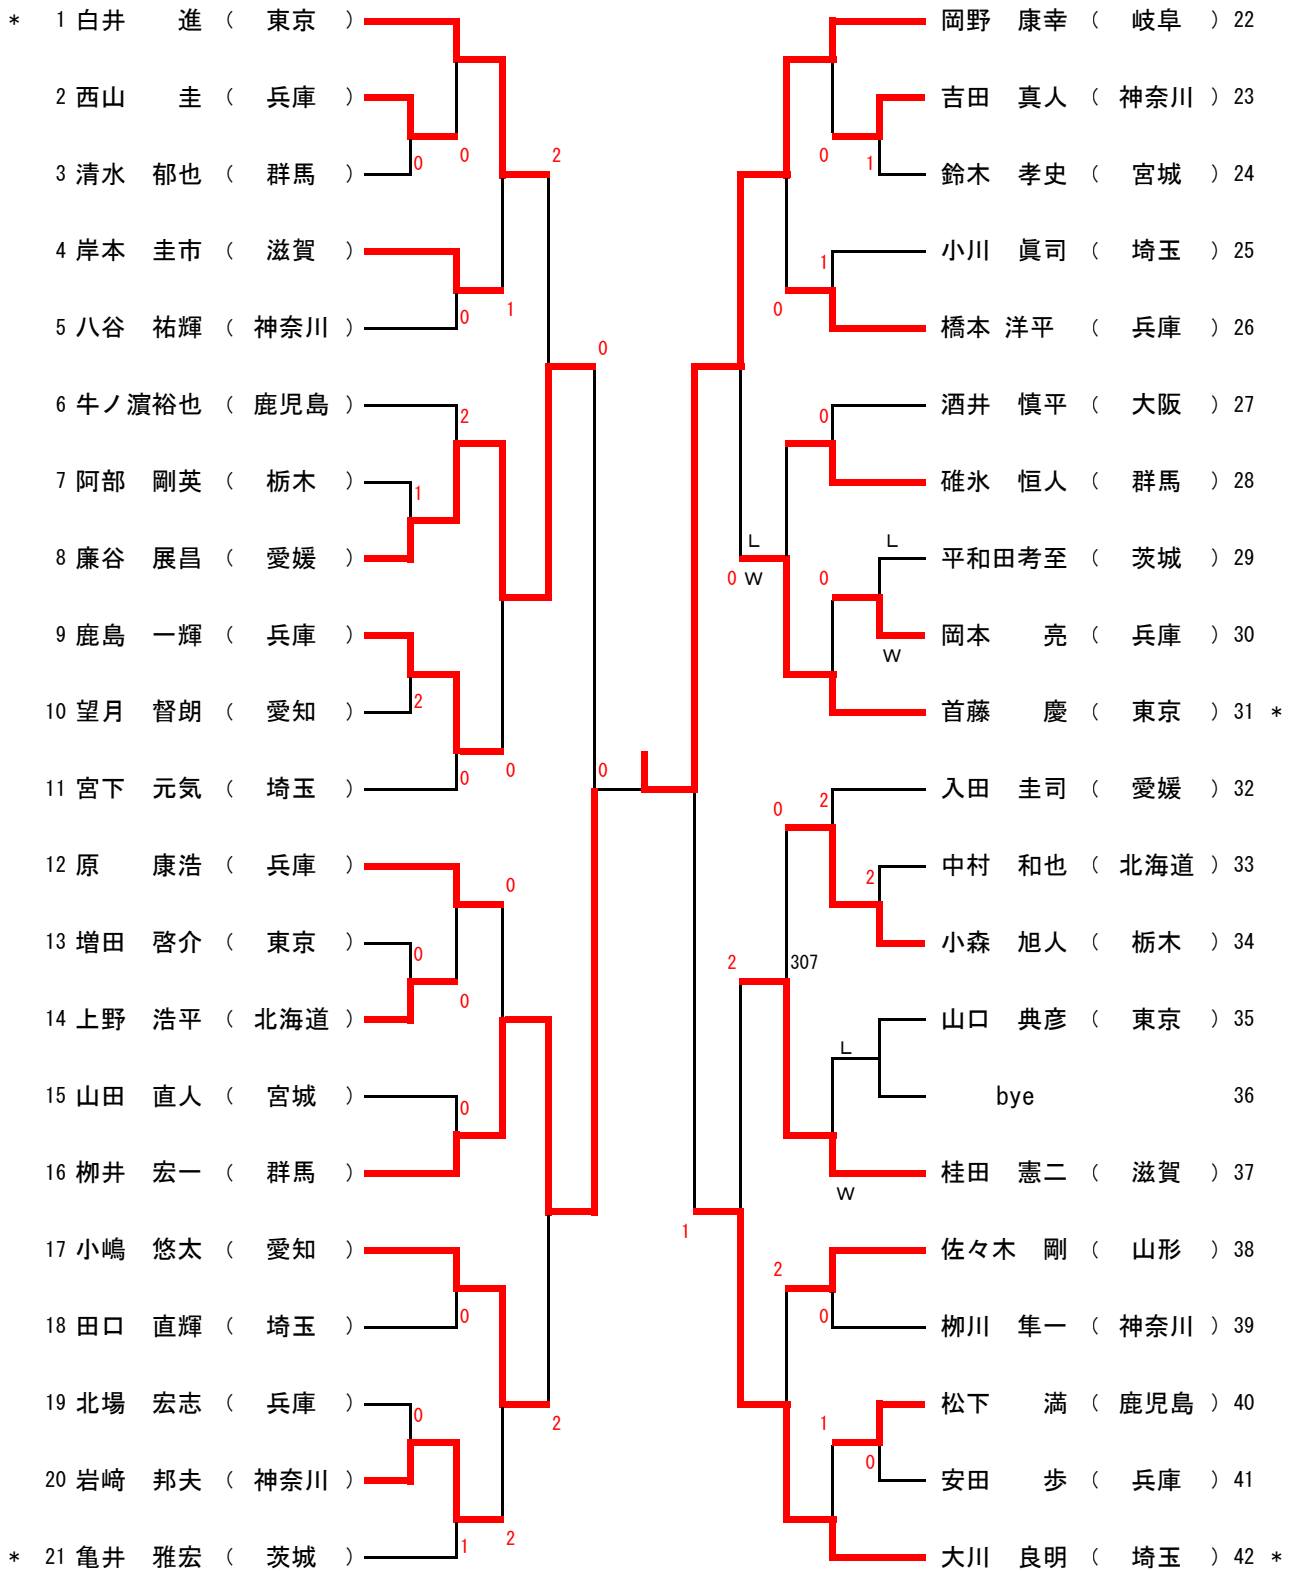 * 1 白井 進 ( 東京 ) 岡野 康幸 ( 岐阜 ) 22
2 西山 圭 ( 兵庫 ) 吉田 真人 ( 神奈川 ) 23
0 0 2 0 1
3 清水 郁也 ( 群馬 ) 鈴木 孝史 ( 宮城 ) 24
4 岸本 圭市 ( 滋賀 ) 1 小川 眞司 ( 埼玉 ) 25
0 1 0
5 八谷 祐輝 ( 神奈川 ) 橋本 洋平 ( 兵庫 ) 26
0
6 牛ノ濵裕也 ( 鹿児島 ) 2 0 酒井 慎平 ( 大阪 ) 27
7 阿部 剛英 ( 栃木 ) 1 碓氷 恒人 ( 群馬 ) 28
L L
8 廉谷 展昌 ( 愛媛 ) 平和田考至 ( 茨城 ) 29
0 W 0
9 鹿島 一輝 ( 兵庫 ) 岡本 亮 ( 兵庫 ) 30
W
10 望月 督朗 ( 愛知 ) 2 首藤 慶 ( 東京 ) 31 *
0 0 0
11 宮下 元気 ( 埼玉 ) 入田 圭司 ( 愛媛 ) 32
0 2
12 原 康浩 ( 兵庫 ) 0 2 中村 和也 ( 北海道 ) 33
13 増田 啓介 ( 東京 ) 0 小森 旭人 ( 栃木 ) 34
2 307
0
14 上野 浩平 ( 北海道 ) 山口 典彦 ( 東京 ) 35
L
15 山田 直人 ( 宮城 ) 0 bye 36
16 栁井 宏一 ( 群馬 ) 桂田 憲二 ( 滋賀 ) 37
W
1
17 小嶋 悠太 ( 愛知 ) 佐々木 剛 ( 山形 ) 38
2
0 0
18 田口 直輝 ( 埼玉 ) 栁川 隼一 ( 神奈川 ) 39
19 北場 宏志 ( 兵庫 ) 松下 満 ( 鹿児島 ) 40
0 2 1
0
20 岩﨑 邦夫 ( 神奈川 ) 安田 歩 ( 兵庫 ) 41
1 2
* 21 亀井 雅宏 ( 茨城 ) 大川 良明 ( 埼玉 ) 42 *